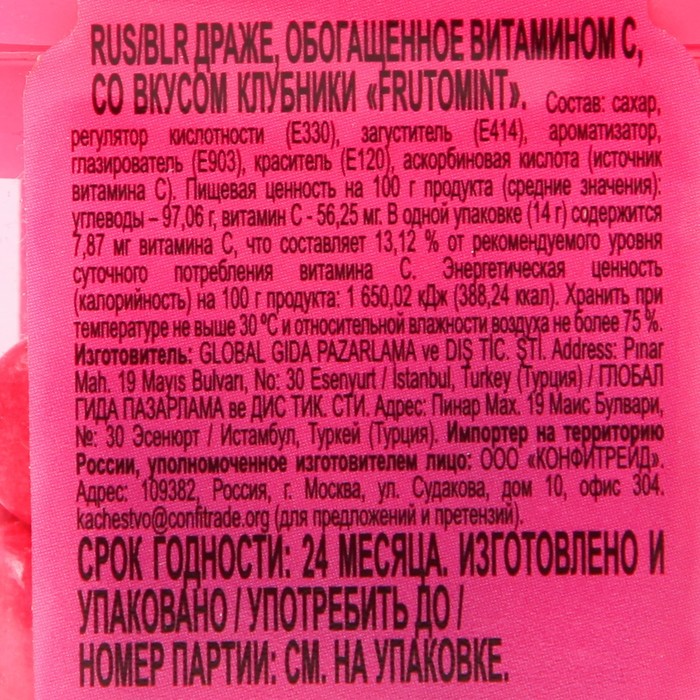 RUS/BLR ДРАЖЕ, ОБОГАЩЕННОЕ ВИТАМИНОМ С,
СО ВКУСОМ КЛУБНИКИ «FRUTOMINT». Состав: сахар,
регулятор кислотности (Е330), загуститель (Е414), ароматизатор,
глазирователь (Е903), краситель (Е120), аскорбиновая кислота (источник
витамина С). Пищевая ценность на 100 г продукта (средние значения):
углеводы – 97,06 г, витамин С - 56,25 мг. В одной упаковке (14 г) содержится
7,87 мг витамина С, что составляет 13,12 % от рекомендуемого уровня
суточного потребления витамина С. Энергетическая ценность
(калорийность) на 100 г продукта: 1 650,02 кДж (388,24 ккал). Хранить при
температуре не выше 30 ºС и относительной влажности воздуха не более 75 %.
Изготовитель: GLOBAL GIDA PAZARLAMA ve DIŞ TİC. ŞTİ. Address: Pınar
Mah. 19 Mayıs Bulvarı, No: 30 Esenyurt / İstanbul, Turkey (Турция) / ГЛОБАЛ
ГИДА ПАЗАРЛАМА ве ДИС ТИК. СТИ. Адрес: Пинар Мах. 19 Маис Булвари,
№: 30 Эсенюрт / Истамбул, Туркей (Турция). Импортер на территорию
России, уполномоченное изготовителем лицо: ООО «КОНФИТРЕЙД».
Адрес: 109382, Россия, г. Москва, ул. Судакова, дом 10, офис 304.
kachestvo@confitrade.org (для предложений и претензий).
СРОК ГОДНОСТИ: 24 МЕСЯЦА. ИЗГОТОВЛЕНО И
УПАКОВАНО / УПОТРЕБИТЬ ДО /
НОМЕР ПАРТИИ: СМ. НА УПАКОВКЕ.